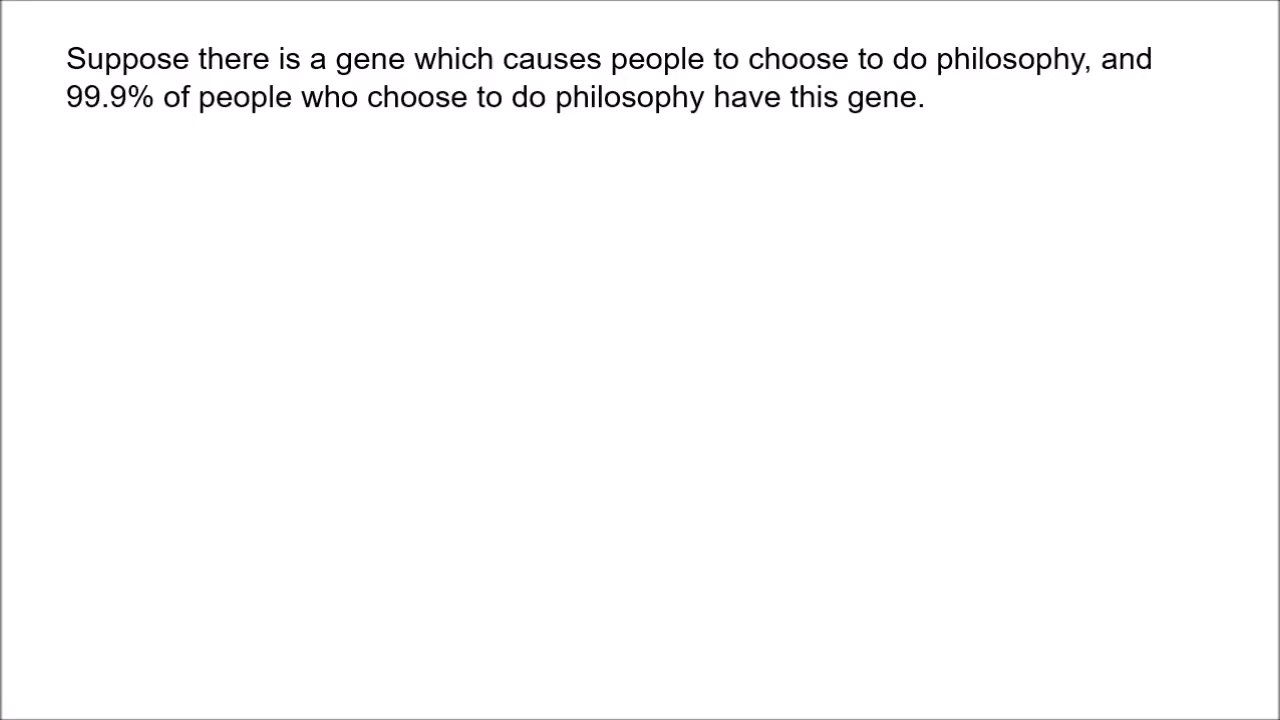 Suppose there is a gene which causes people to choose to do philosophy, and
99.9% of people who choose to do philosophy have this gene.